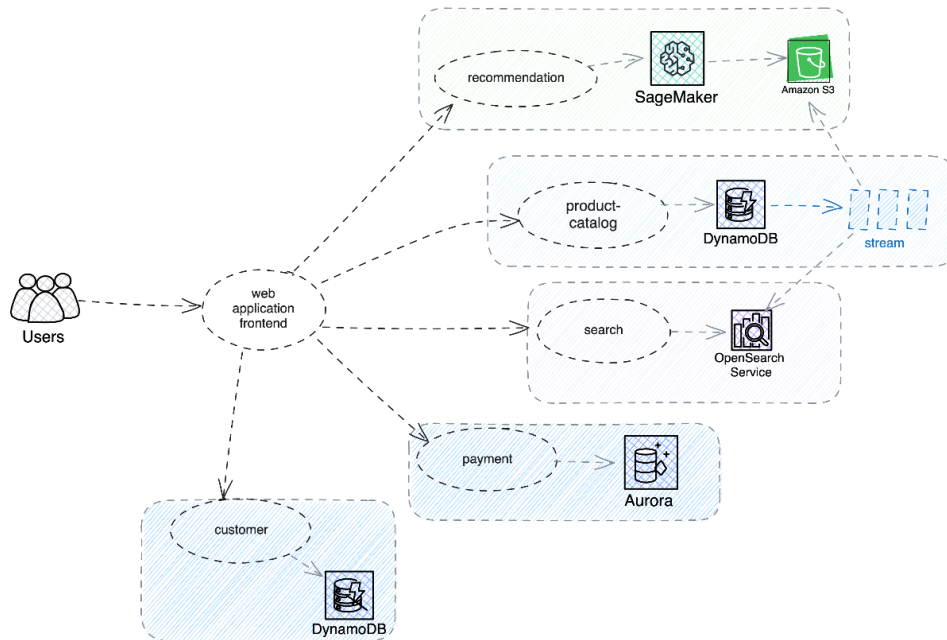 recommendation
SageMaker
Amazon S3
product-
catalog
DynamoDB
stream
Users
web
application
frontend
search
OpenSearch
Service
payment
Aurora
customer
DynamoDB